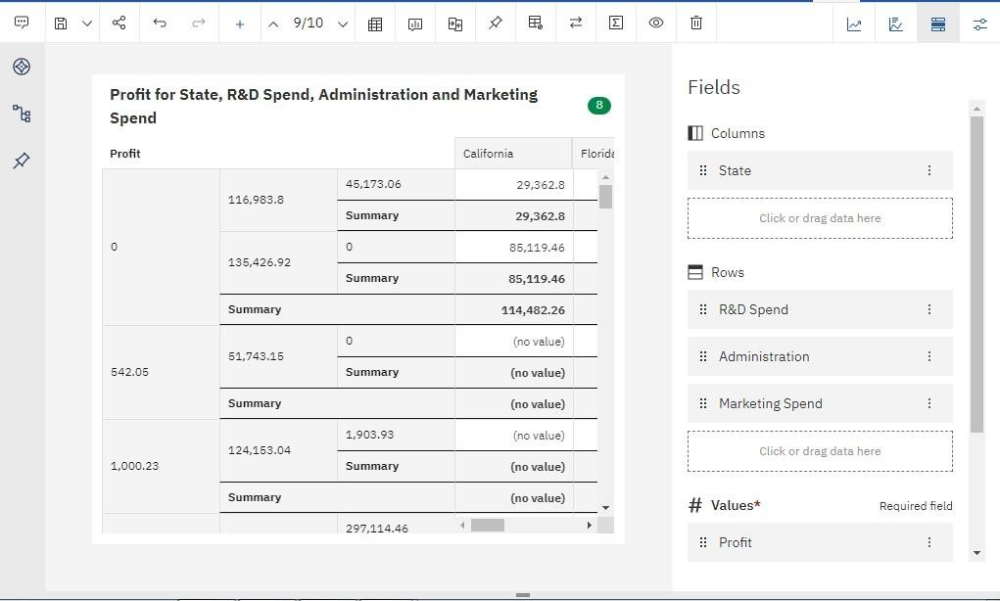 9/10
Profit for State, R&D Spend, Administration and Marketing
Spend
8
Profit
California
Florida
0
116,983.8
45,173.06
29,362.8
Summary
29,362.8
135,426.92
0
85,119.46
Summary
85,119.46
Summary
114,482.26
542.05
51,743.15
0
(no value)
Summary
(no value)
Summary
(no value)
1,000.23
124,153.04
1,903.93
(no value)
Summary
(no value)
Summary
(no value)
297,114.46
Fields
Columns
State
Click or drag data here
Rows
R&D Spend
Administration
Marketing Spend
Click or drag data here
# Values*
Required field
Profit